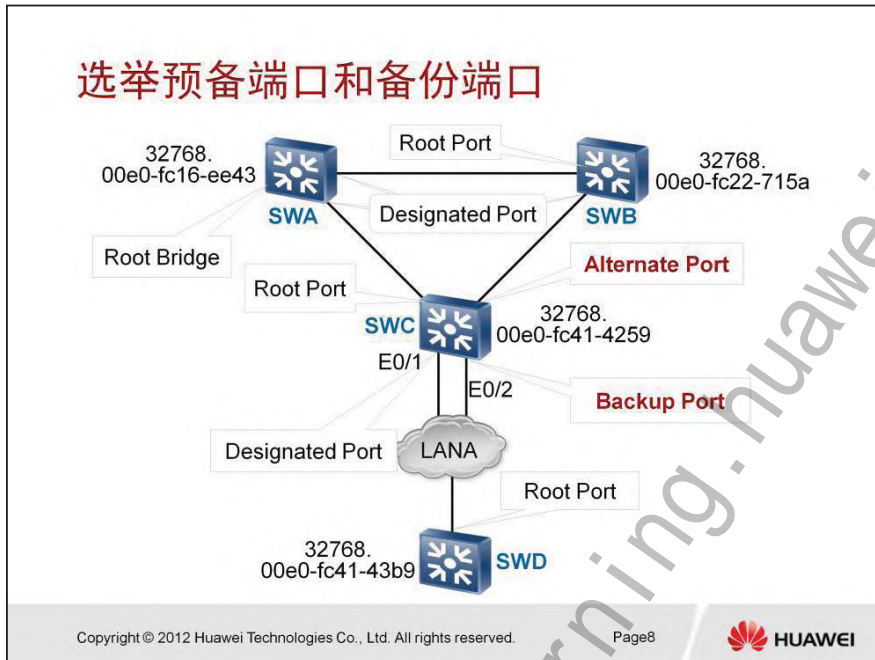 选举预备端口和备份端口
Root Port
32768.
00e0-fc16-ee43
32768.
00e0-fc22-715a
SWA
Designated Port
SWB
Root Bridge
Alternate Port
Root Port
SWC
32768.
00e0-fc41-4259
E0/1
E0/2
Backup Port
Designated Port
LANA
Root Port
32768.
00e0-fc41-43b9
SWD
Copyright © 2012 Huawei Technologies Co., Ltd. All rights reserved.
Page8
HUAWEI
rning.huawei.